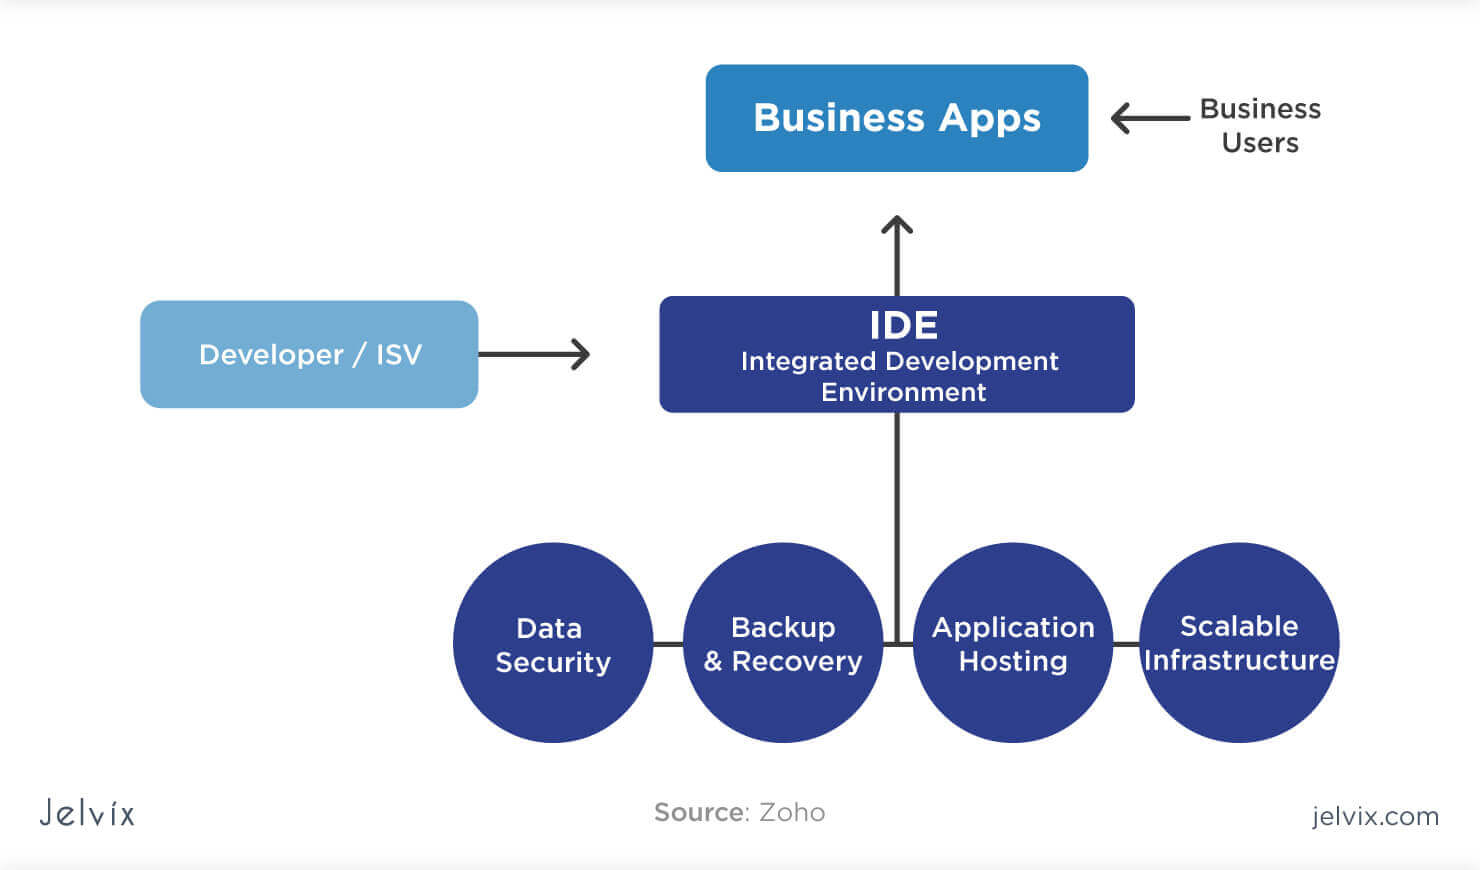 Business Apps
Business
Users
Developer / ISV
IDE
Integrated Development
Environment
Data
Security
Backup
& Recovery
Application
Hosting
Scalable
Infrastructure
Jelvix
Source: Zoho
jelvix.com